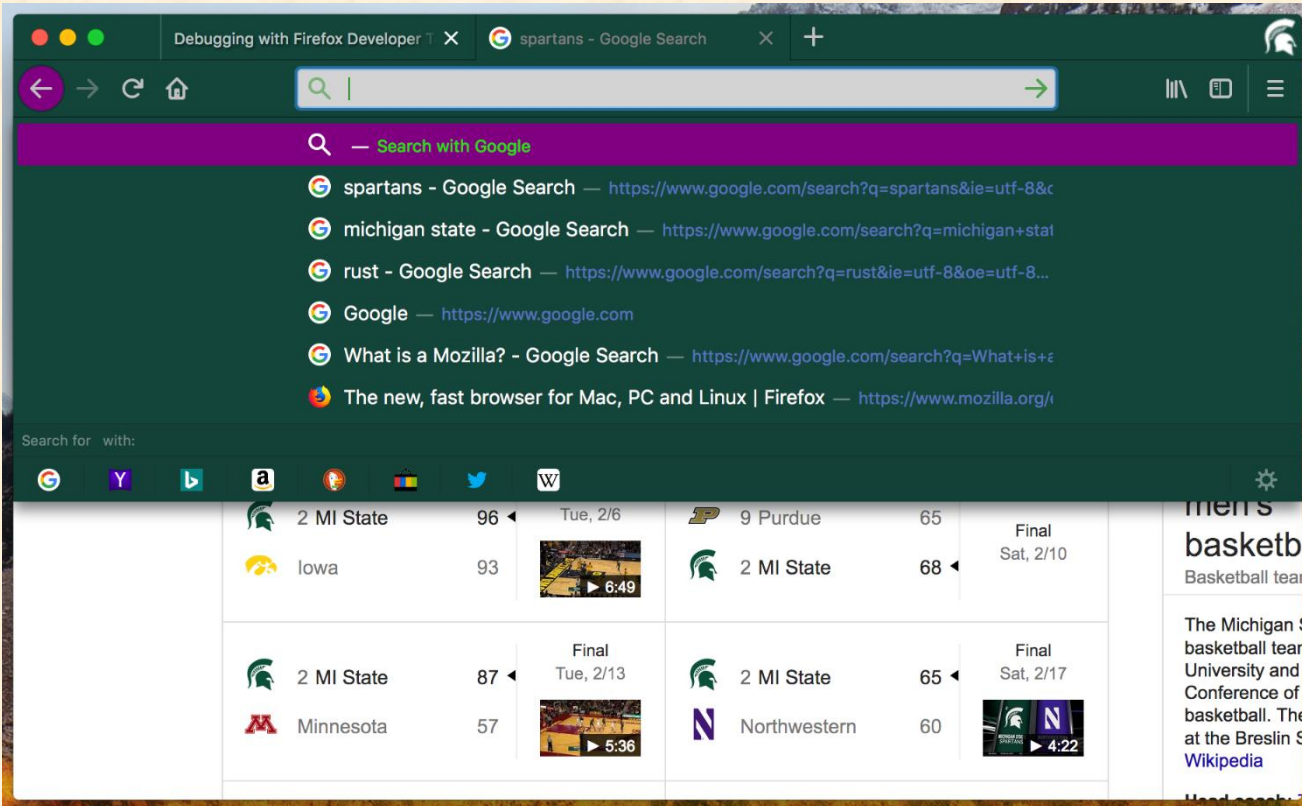 Debugging with Firefox Developer T
spartans - Google Search
— Search with Google
spartans - Google Search — https://www.google.com/search?q=spartans&ie=utf-8&c
michigan state - Google Search — https://www.google.com/search?q=michigan+stat
rust - Google Search — https://www.google.com/search?q=rust&ie=utf-8&oe=utf-8...
Google — https://www.google.com
What is a Mozilla? - Google Search — https://www.google.com/search?q=What+is+a
The new, fast browser for Mac, PC and Linux | Firefox — https://www.mozilla.org/
Search for with:
2 MI State 96
Tue, 2/6
Iowa 93
6:49
9 Purdue 65
2 MI State 68
Final
Sat, 2/10
2 MI State 87
Minnesota 57
Final
Tue, 2/13
5:36
2 MI State 65
Northwestern 60
Final
Sat, 2/17
4:22
men's
basketb
Basketball tear
The Michigan S
basketball tear
University and
Conference of
basketball. The
at the Breslin S
Wikipedia